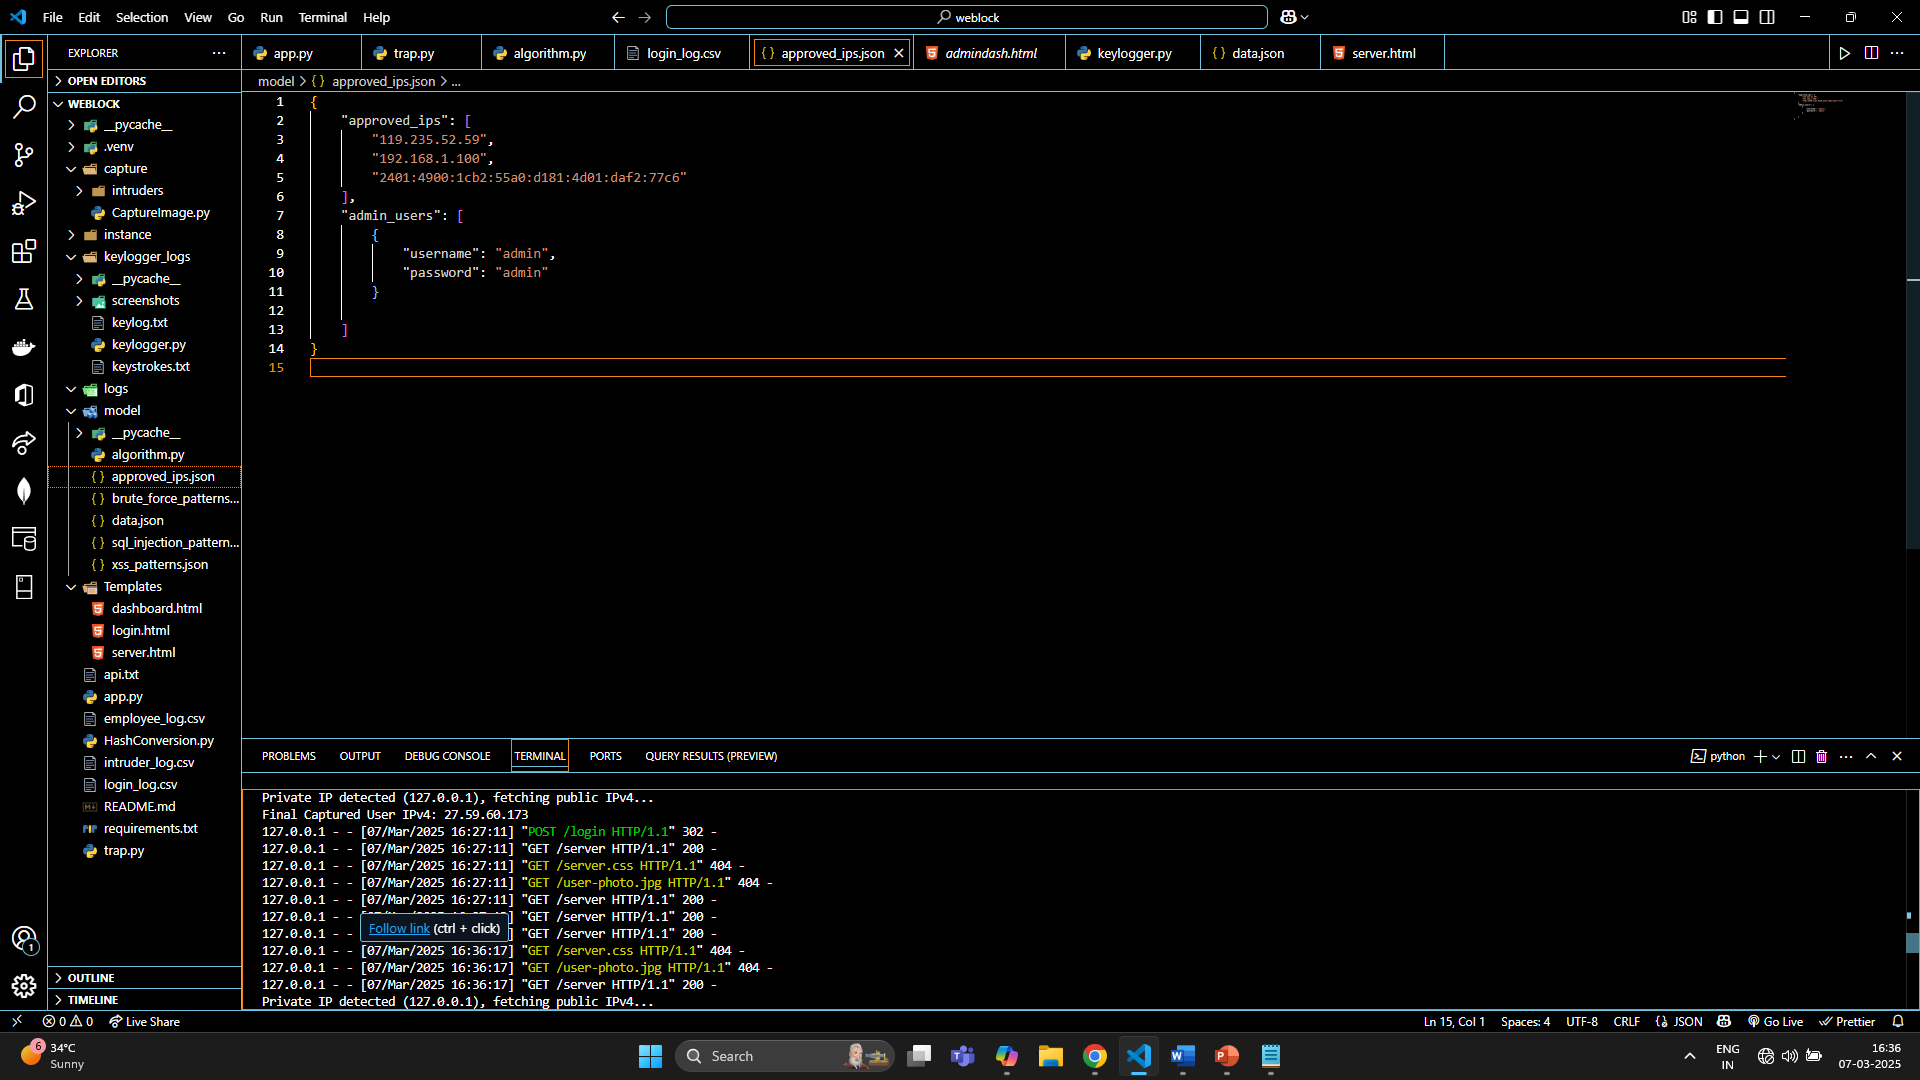 File Edit Selection View Go Run Terminal Help
weblock
EXPLORER
app.py
trap.py
algorithm.py
login_log.csv
{} approved_ips.json
admindash.html
keylogger.py
{} data.json
server.html
OPEN EDITORS
WEBLOCK
__pycache__
.venv
capture
intruders
CaptureImage.py
instance
keylogger_logs
__pycache__
screenshots
keylog.txt
keylogger.py
keystrokes.txt
logs
model
__pycache__
algorithm.py
{} approved_ips.json
{} brute_force_patterns...
{} data.json
{} sql_injection_pattern...
{} xss_patterns.json
Templates
dashboard.html
login.html
server.html
api.txt
app.py
employee_log.csv
HashConversion.py
intruder_log.csv
login_log.csv
README.md
requirements.txt
trap.py
OUTLINE
TIMELINE
model > {} approved_ips.json > ...
1 {
2 "approved_ips": [
3 "119.235.52.59",
4 "192.168.1.100",
5 "2401:4900:1cb2:55a0:d181:4d01:daf2:77c6"
6 ],
7 "admin_users": [
8 {
9 "username": "admin",
10 "password": "admin"
11 }
12
13 ]
14 }
15
PROBLEMS OUTPUT DEBUG CONSOLE TERMINAL PORTS QUERY RESULTS (PREVIEW)
python
Private IP detected (127.0.0.1), fetching public IPv4...
Final Captured User IPv4: 27.59.60.173
127.0.0.1 - - [07/Mar/2025 16:27:11] "POST /login HTTP/1.1" 302 -
127.0.0.1 - - [07/Mar/2025 16:27:11] "GET /server HTTP/1.1" 200 -
127.0.0.1 - - [07/Mar/2025 16:27:11] "GET /server.css HTTP/1.1" 404 -
127.0.0.1 - - [07/Mar/2025 16:27:11] "GET /user-photo.jpg HTTP/1.1" 404 -
127.0.0.1 - - [07/Mar/2025 16:27:11] "GET /server HTTP/1.1" 200 -
127.0.0.1 - - ] "GET /server HTTP/1.1" 200 -
127.0.0.1 - - ] "GET /server HTTP/1.1" 200 -
Follow link (ctrl + click)
127.0.0.1 - - [07/Mar/2025 16:36:17] "GET /server.css HTTP/1.1" 404 -
127.0.0.1 - - [07/Mar/2025 16:36:17] "GET /user-photo.jpg HTTP/1.1" 404 -
127.0.0.1 - - [07/Mar/2025 16:36:17] "GET /server HTTP/1.1" 200 -
Private IP detected (127.0.0.1), fetching public IPv4...
1
0 0 Live Share
Ln 15, Col 1 Spaces: 4 UTF-8 CRLF {} JSON Go Live Prettier
6
34°C
Sunny
Search
ENG
IN
16:36
07-03-2025